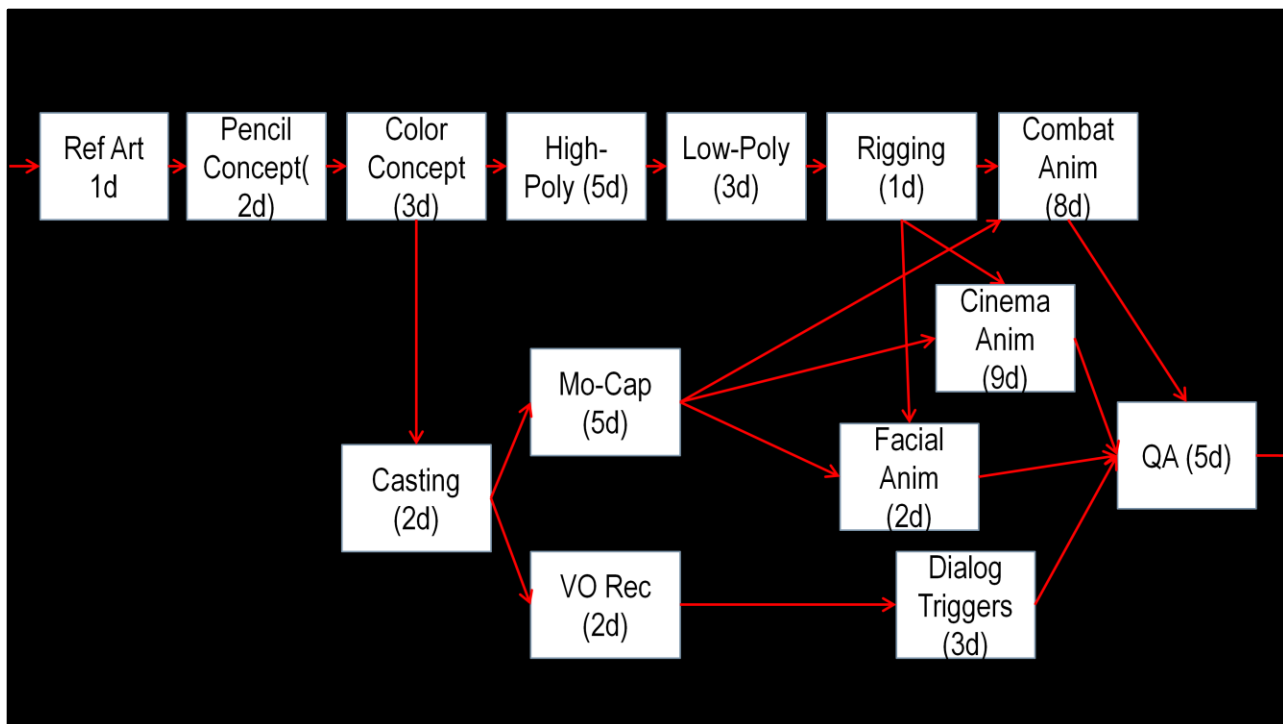 Ref Art
1d
Pencil
Concept(
2d)
Color
Concept
(3d)
High-
Poly (5d)
Low-Poly
(3d)
Rigging
(1d)
Combat
Anim
(8d)
Cinema
Anim
(9d)
Mo-Cap
(5d)
Facial
Anim
(2d)
QA (5d)
Casting
(2d)
VO Rec
(2d)
Dialog
Triggers
(3d)